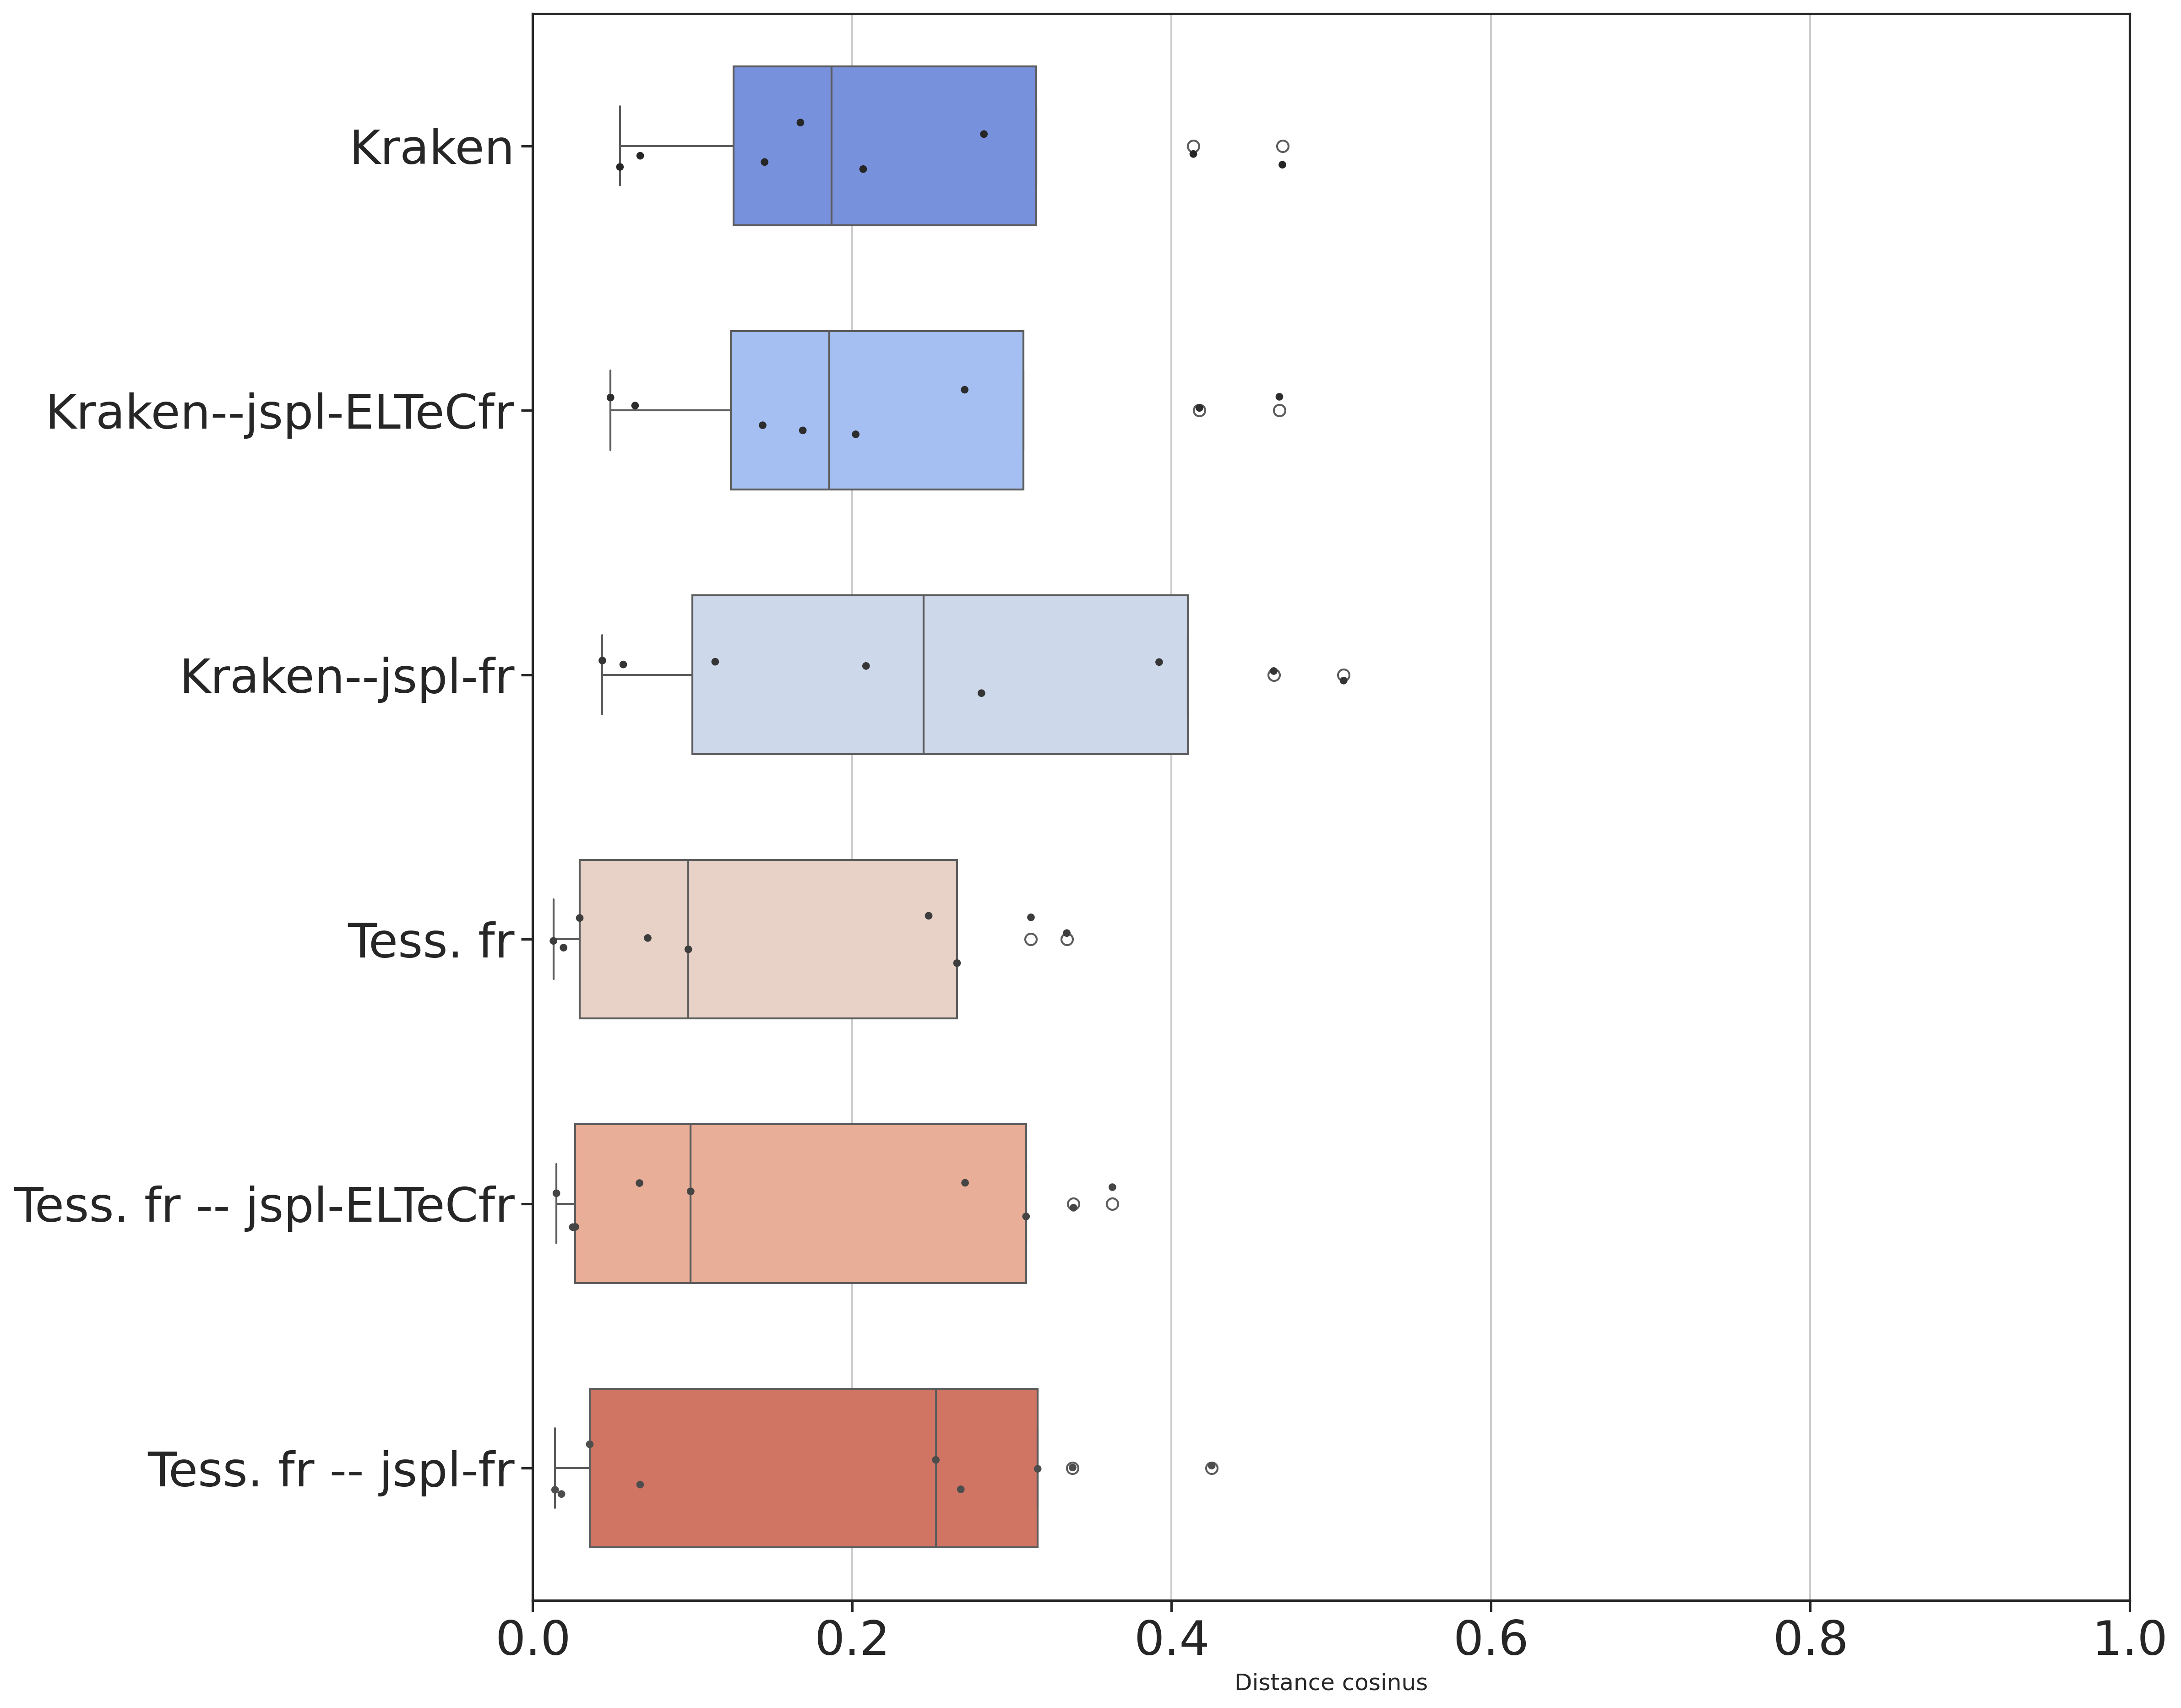 Kraken
Kraken--jspl-ELTeCfr
Kraken--jspl-fr
Tess. fr
Tess. fr -- jspl-ELTeCfr
Tess. fr -- jspl-fr
0.0 0.2 0.4 0.6 0.8 1.0
Distance cosinus